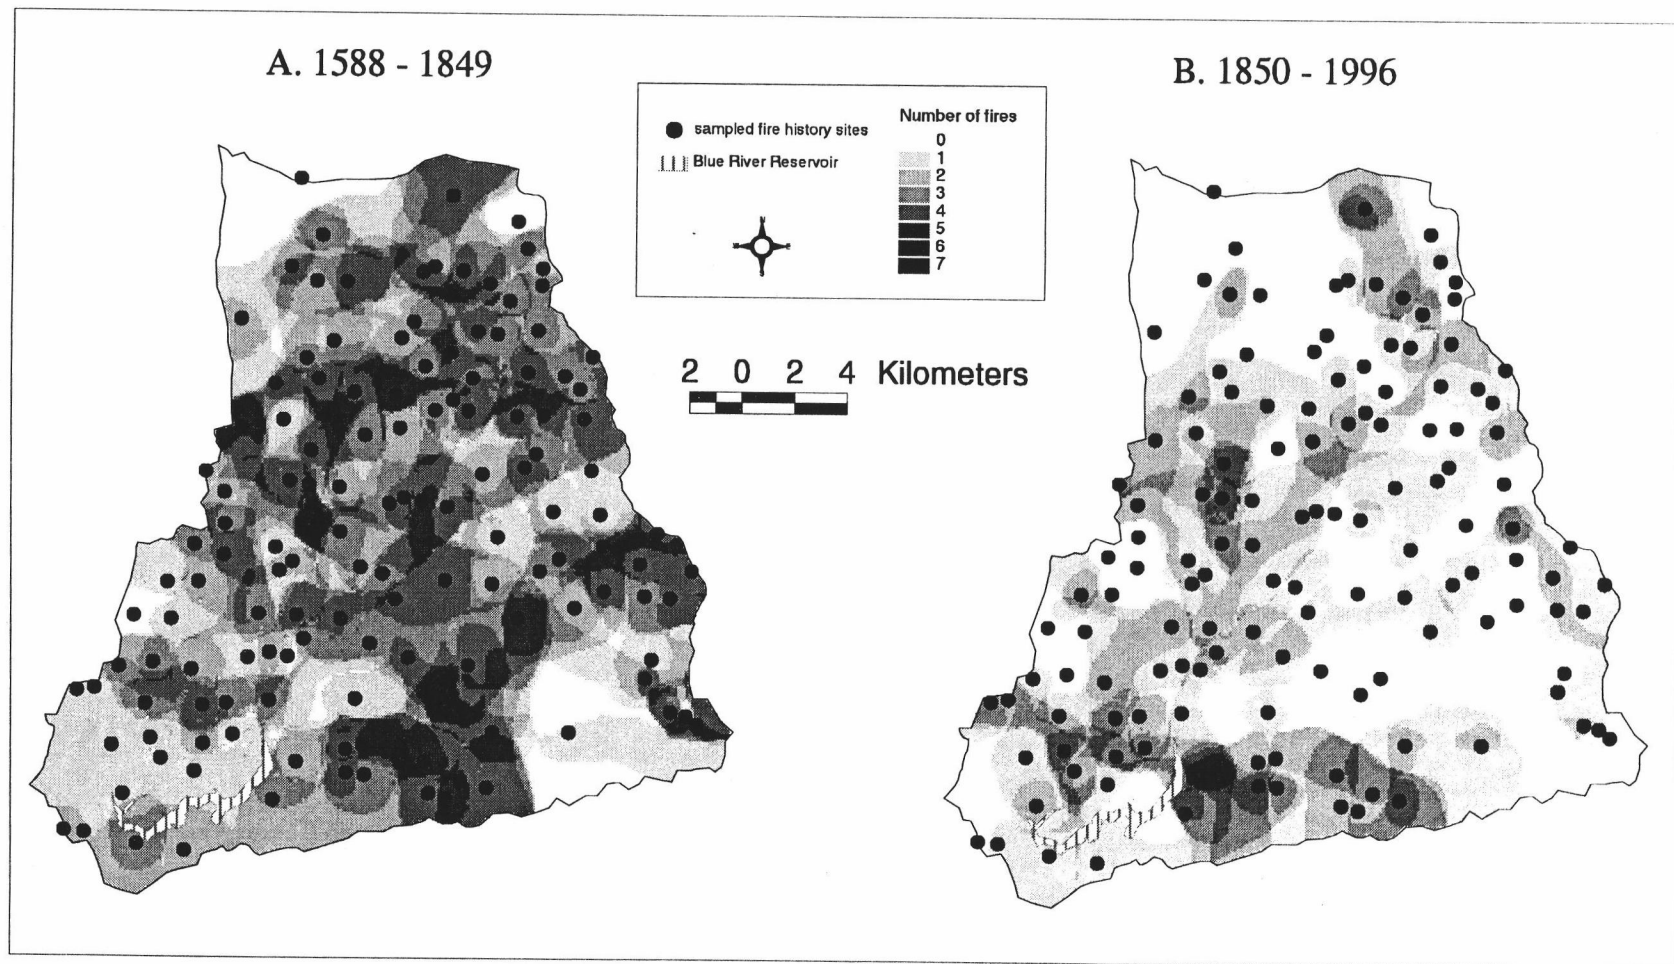 A. 1588 - 1849
B. 1850 - 1996
sampled fire history sites
Blue River Reservoir
Number of fires
0
1
2
3
4
5
6
7
N
E
S
2 0 2 4 Kilometers